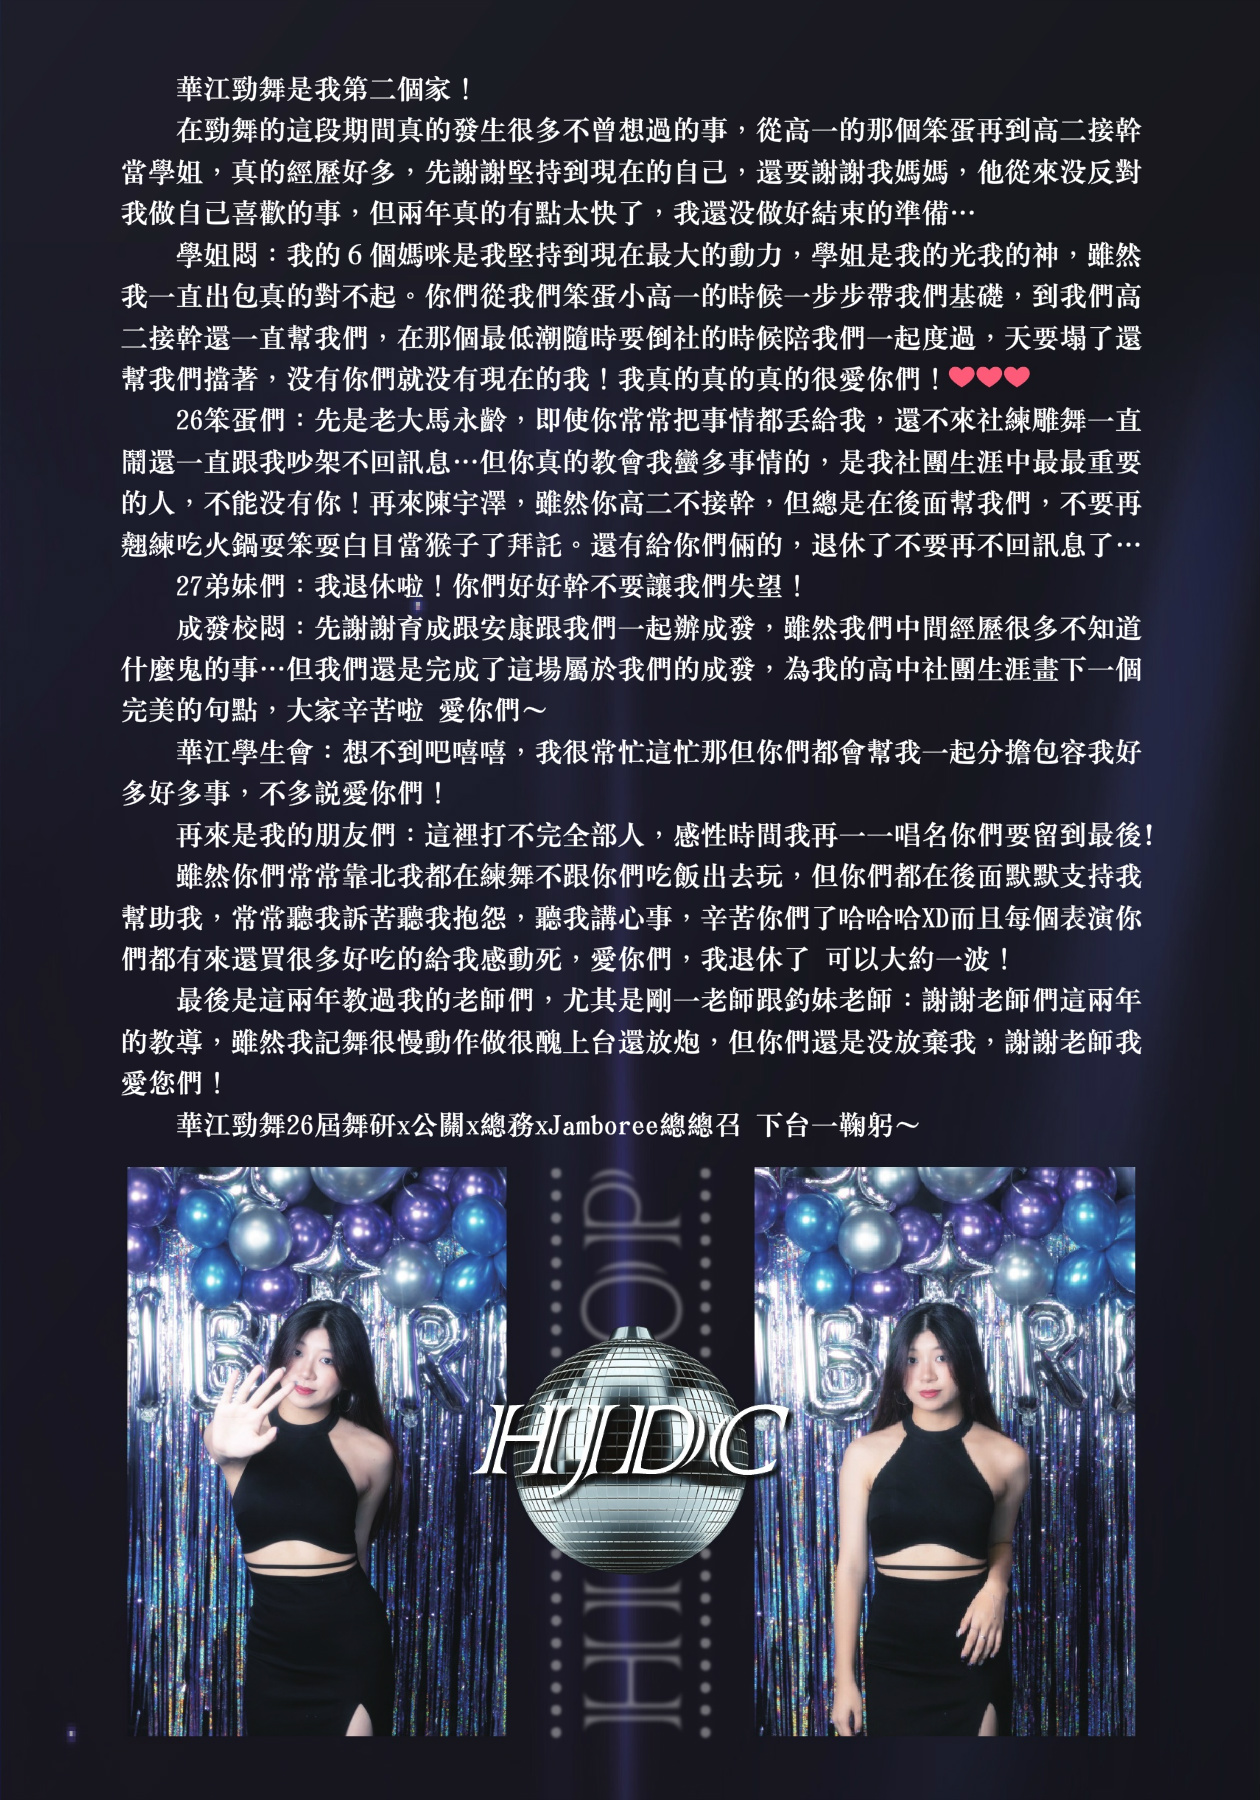 華江勁舞是我第二個家！
在勁舞的這段期間真的發生很多不曾想過的事，從高一的那個笨蛋再到高二接幹
當學姐，真的經歷好多，先謝謝堅持到現在的自己，還要謝謝我媽媽，他從來没反對
我做自己喜歡的事，但兩年真的有點太快了，我還没做好結束的準備…
學姐悶：我的６個媽咪是我堅持到現在最大的動力，學姐是我的光我的神，雖然
我一直出包真的對不起。你們從我們笨蛋小高一的時候一步步帶我們基礎，到我們高
二接幹還一直幫我們，在那個最低潮隨時要倒社的時候陪我們一起度過，天要塌了還
幫我們擋著，没有你們就没有現在的我！我真的真的真的很愛你們！❤❤❤
26笨蛋們：先是老大馬永齡，即使你常常把事情都丢給我，還不來社練雕舞一直
鬧還一直跟我吵架不回訊息…但你真的教會我蠻多事情的，是我社團生涯中最最重要
的人，不能没有你！再來陳宇澤，雖然你高二不接幹，但總是在後面幫我們，不要再
翹練吃火鍋耍笨耍白目當猴子了拜託。還有給你們倆的，退休了不要再不回訊息了…
27弟妹們：我退休啦！你們好好幹不要讓我們失望！
成發校悶：先謝謝育成跟安康跟我們一起辦成發，雖然我們中間經歷很多不知道
什麼鬼的事…但我們還是完成了這場屬於我們的成發，為我的高中社團生涯畫下一個
完美的句點，大家辛苦啦 愛你們～
華江學生會：想不到吧嘻嘻，我很常忙這忙那但你們都會幫我一起分擔包容我好
多好多事，不多説愛你們！
再來是我的朋友們：這裡打不完全部人，感性時間我再一一唱名你們要留到最後!
雖然你們常常靠北我都在練舞不跟你們吃飯出去玩，但你們都在後面默默支持我
幫助我，常常聽我訴苦聽我抱怨，聽我講心事，辛苦你們了哈哈哈XD而且每個表演你
們都有來還買很多好吃的給我感動死，愛你們，我退休了 可以大約一波！
最後是這兩年教過我的老師們，尤其是剛一老師跟釣妹老師：謝謝老師們這兩年
的教導，雖然我記舞很慢動作做很醜上台還放炮，但你們還是没放棄我，謝謝老師我
愛您們！
華江勁舞26屆舞研x公關x總務xJamboree總總召 下台一鞠躬～
HJDC